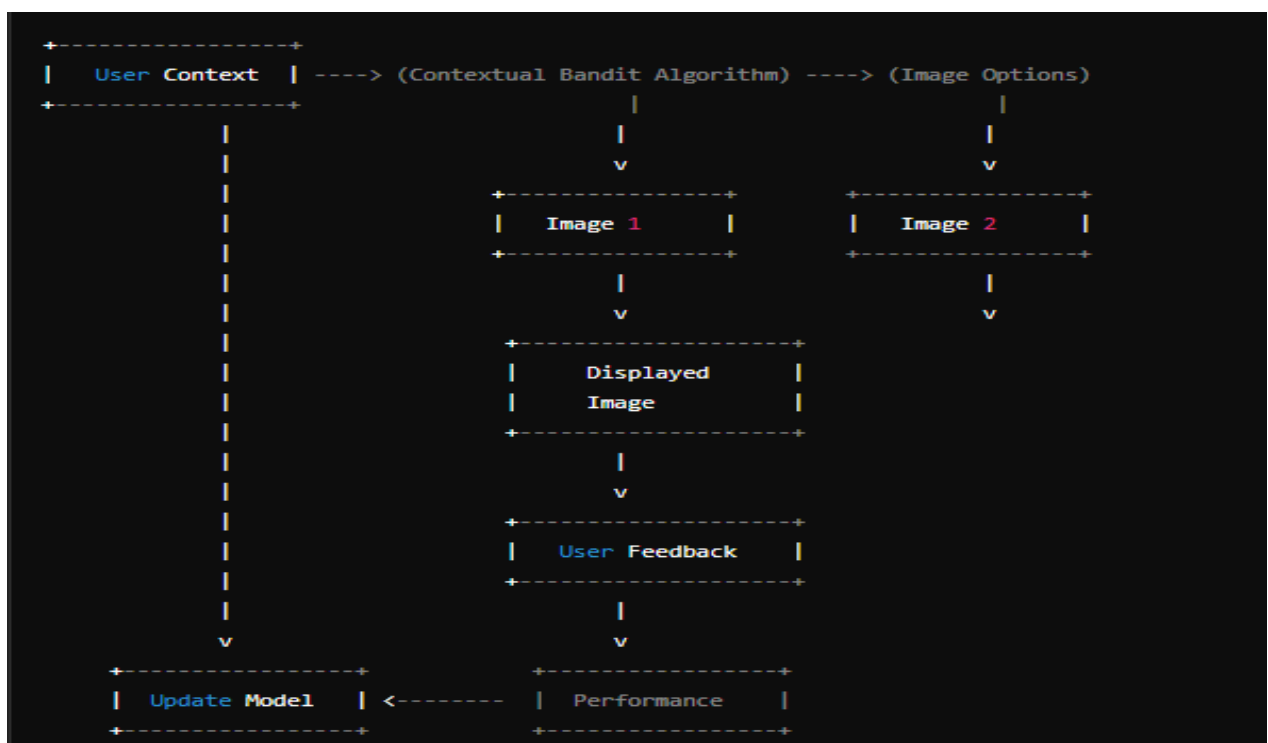 User Context ----> (Contextual Bandit Algorithm) ----> (Image Options)
Image 1 Image 2
Displayed
Image
User Feedback
Update Model <-------- Performance